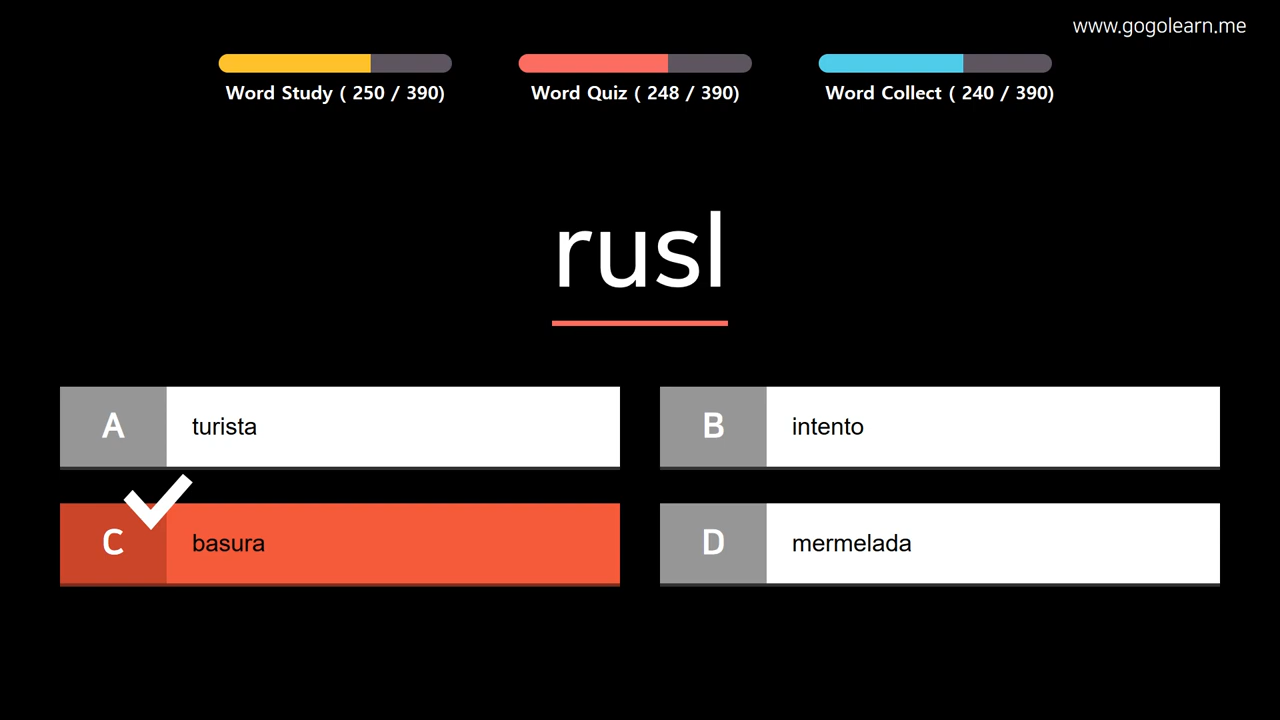 www.gogolearn.me
Word Study ( 250 / 390)
Word Quiz ( 248 / 390)
Word Collect ( 240 / 390)
rusl
A turista
B intento
C basura
D mermelada